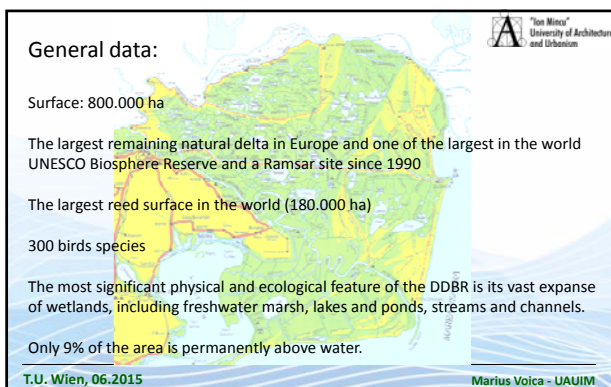 "Ion Mincu"
University of Architecture
and Urbanism
General data:
Surface: 800.000 ha
The largest remaining natural delta in Europe and one of the largest in the world
UNESCO Biosphere Reserve and a Ramsar site since 1990
The largest reed surface in the world (180.000 ha)
300 birds species
The most significant physical and ecological feature of the DDBR is its vast expanse
of wetlands, including freshwater marsh, lakes and ponds, streams and channels.
Only 9% of the area is permanently above water.
T.U. Wien, 06.2015
Marius Voica - UAUIM